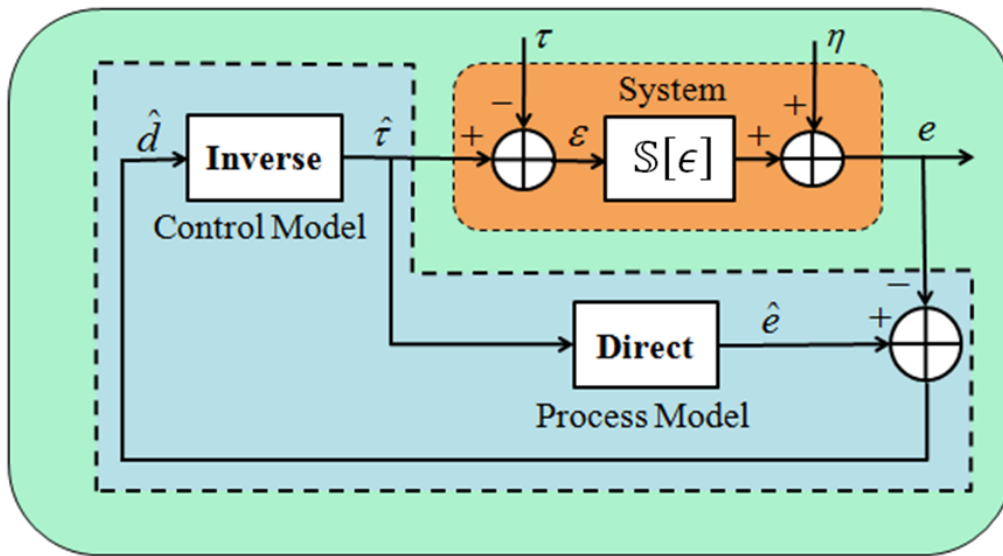 τ
η
System
−
+
d̂
Inverse
τ̂
+
ε
𝕊[ϵ]
+
e
Control Model
−
+
Direct
ê
Process Model